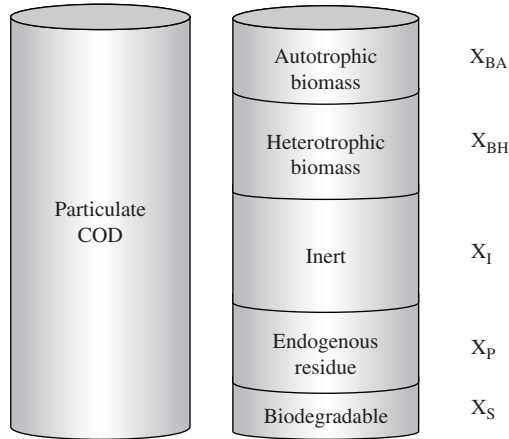 Particulate
COD
Autotrophic
biomass
X_BA
Heterotrophic
biomass
X_BH
Inert
X_I
Endogenous
residue
X_P
Biodegradable
X_S